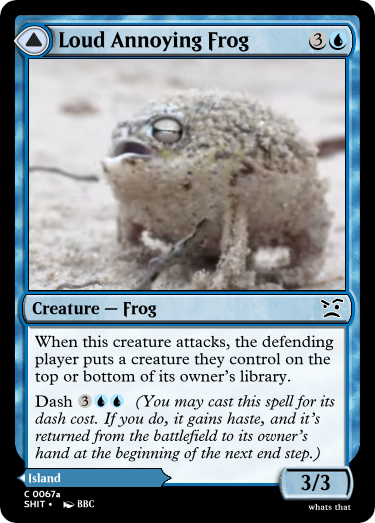 Loud Annoying Frog 3
Creature — Frog
When this creature attacks, the defending
player puts a creature they control on the
top or bottom of its owner's library.
Dash 3 (You may cast this spell for its
dash cost. If you do, it gains haste, and it's
returned from the battlefield to its owner's
hand at the beginning of the next end step.)
Island
3/3
C 0067a
SHIT • BBC
whats that